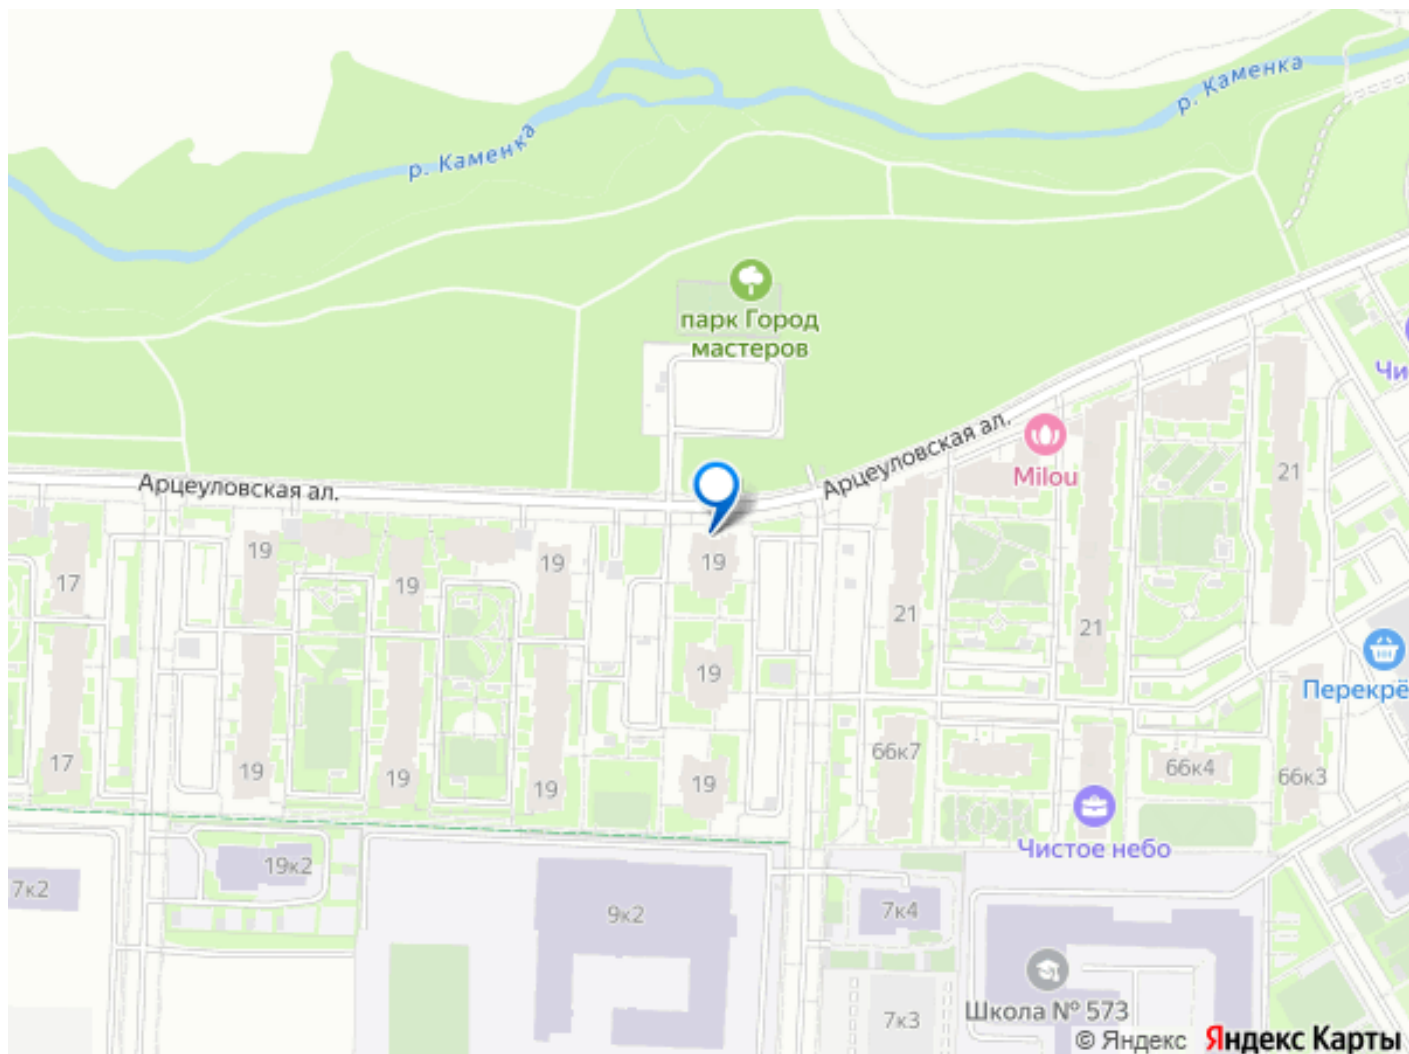 р. Каменка
р. Каменка
парк Город
мастеров
Чи
Арцеуловская ал.
Арцеуловская ал.
Milou
21
17
19
19
19
19
21
21
19
Перекрё
17
19
19
19
19
66к7
66к4
66к3
Чистое небо
19к2
7к2
9к2
7к4
7к3
Школа № 573
© Яндекс
Яндекс Карты